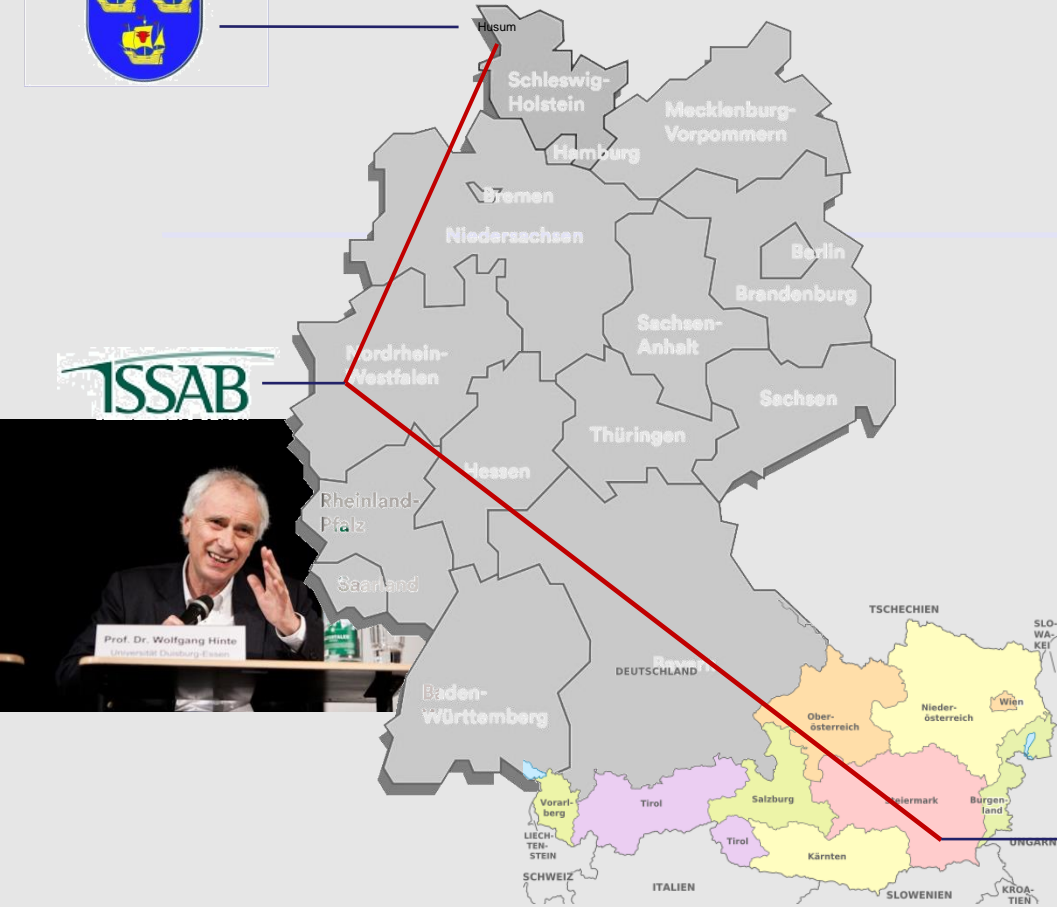 Husum
Schleswig-
Holstein
Mecklenburg-
Vorpommern
Hamburg
Bremen
Niedersachsen
Berlin
Brandenburg
Sachsen-
Anhalt
Nordrhein-
Westfalen
ISSAB
Sachsen
Thüringen
Hessen
Rheinland-
Pfalz
Saarland
Prof. Dr. Wolfgang Hinte
Universität Duisburg-Essen
Baden-
Württemberg
Bayern
DEUTSCHLAND
TSCHECHIEN
SLO-
WA-
KEI
Ober-
österreich
Nieder-
österreich
Wien
Vorarl-
berg
Tirol
Salzburg
Steiermark
Burgen-
land
Tirol
Kärnten
LIECH-
TEN-
STEIN
SCHWEIZ
ITALIEN
SLOWENIEN
UNGARN
KROA-
TIEN